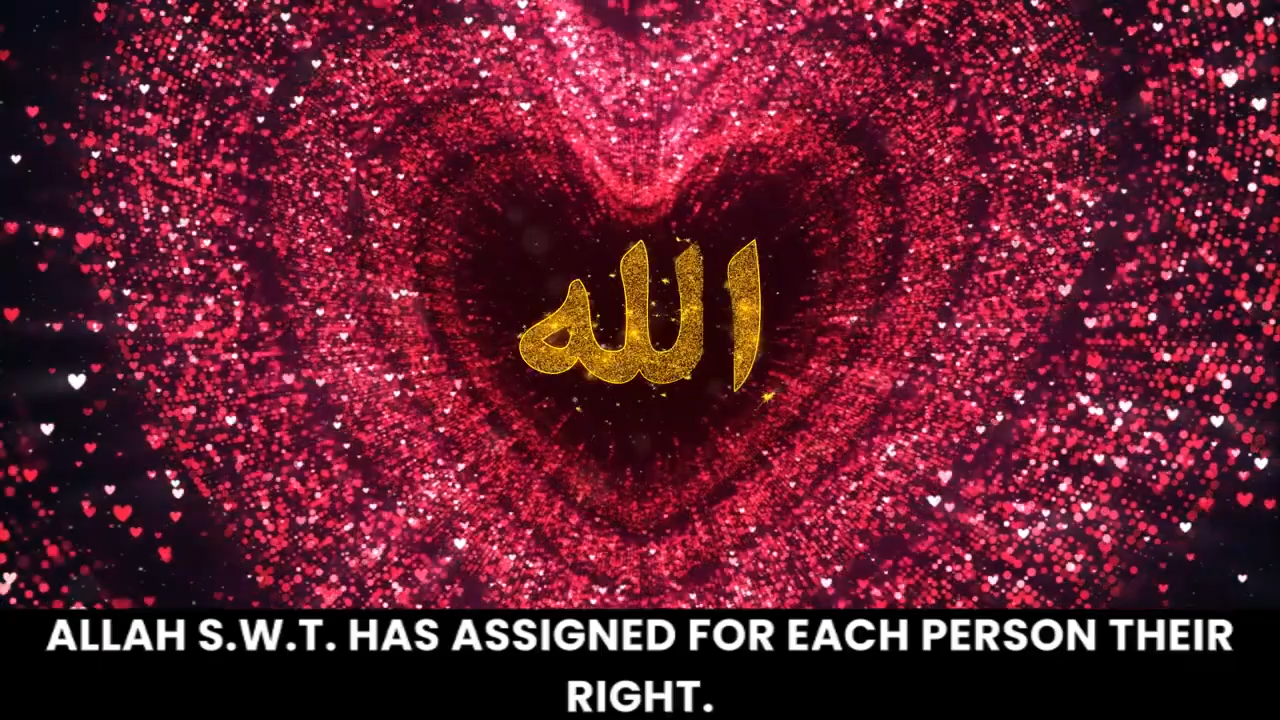 الله
ALLAH S.W.T. HAS ASSIGNED FOR EACH PERSON THEIR
RIGHT.